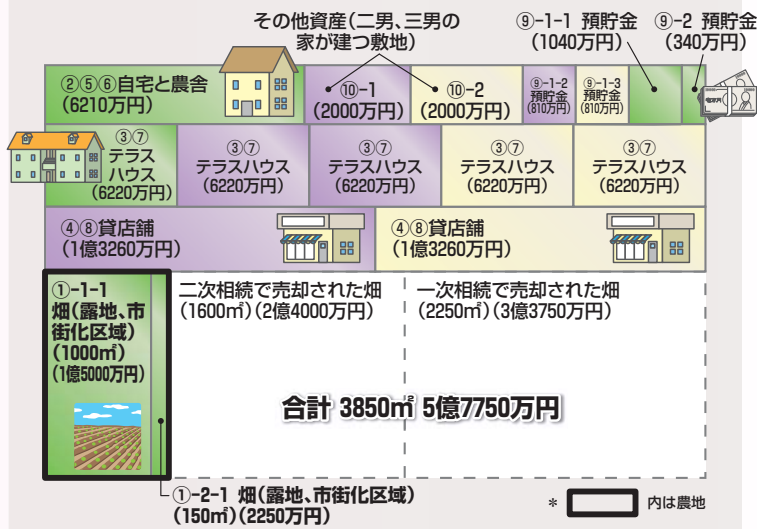 その他資産(二男、三男の
家が建つ敷地)
⑨-1-1 預貯金
(1040万円)
⑨-2 預貯金
(340万円)
②⑤⑥自宅と農舎
(6210万円)
⑩-1
(2000万円)
⑩-2
(2000万円)
⑨-1-2
預貯金
(810万円)
⑨-1-3
預貯金
(810万円)
③⑦
テラス
ハウス
(6220万円)
③⑦
テラスハウス
(6220万円)
③⑦
テラスハウス
(6220万円)
③⑦
テラスハウス
(6220万円)
③⑦
テラスハウス
(6220万円)
④⑧貸店舗
(1億3260万円)
④⑧貸店舗
(1億3260万円)
①-1-1
畑(露地、市
街化区域)
(1000㎡)
(1億5000万円)
二次相続で売却された畑
(1600㎡)(2億4000万円)
一次相続で売却された畑
(2250㎡)(3億3750万円)
合計 3850㎡ 5億7750万円
①-2-1 畑(露地、市街化区域)
(150㎡)(2250万円)
* 内は農地